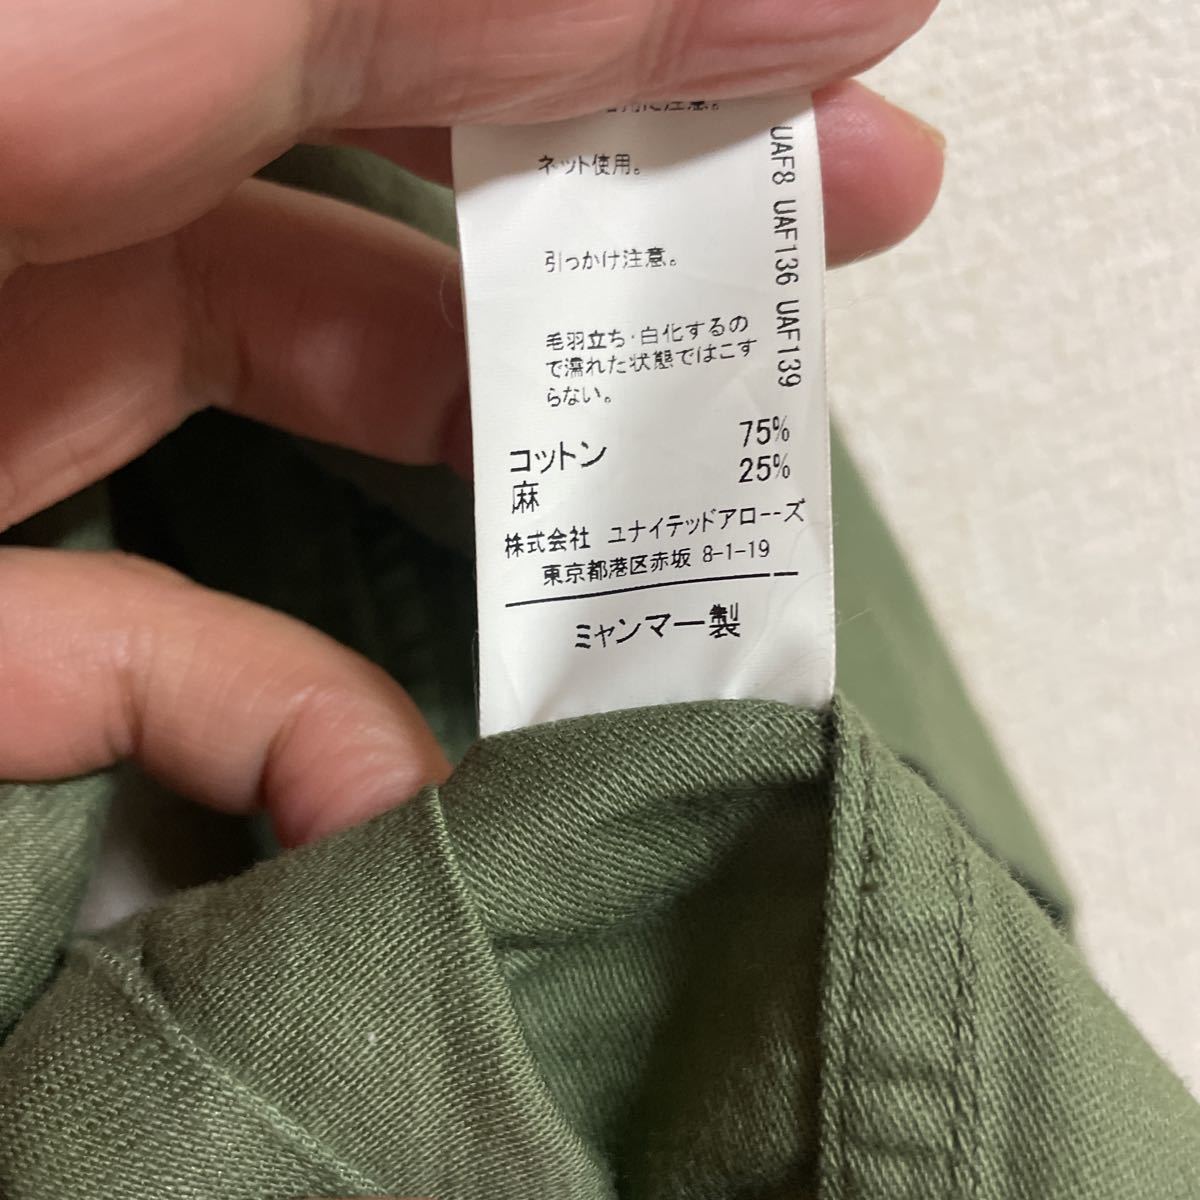 に注意。
ネット使用。
引っかけ注意。
毛羽立ち・白化するの
で濡れた状態ではこす
らない。
コットン 75%
麻 25%
株式会社 ユナイテッドアローズ
東京都港区赤坂 8-1-19
ミャンマー製
UAF8 UAF136 UAF139